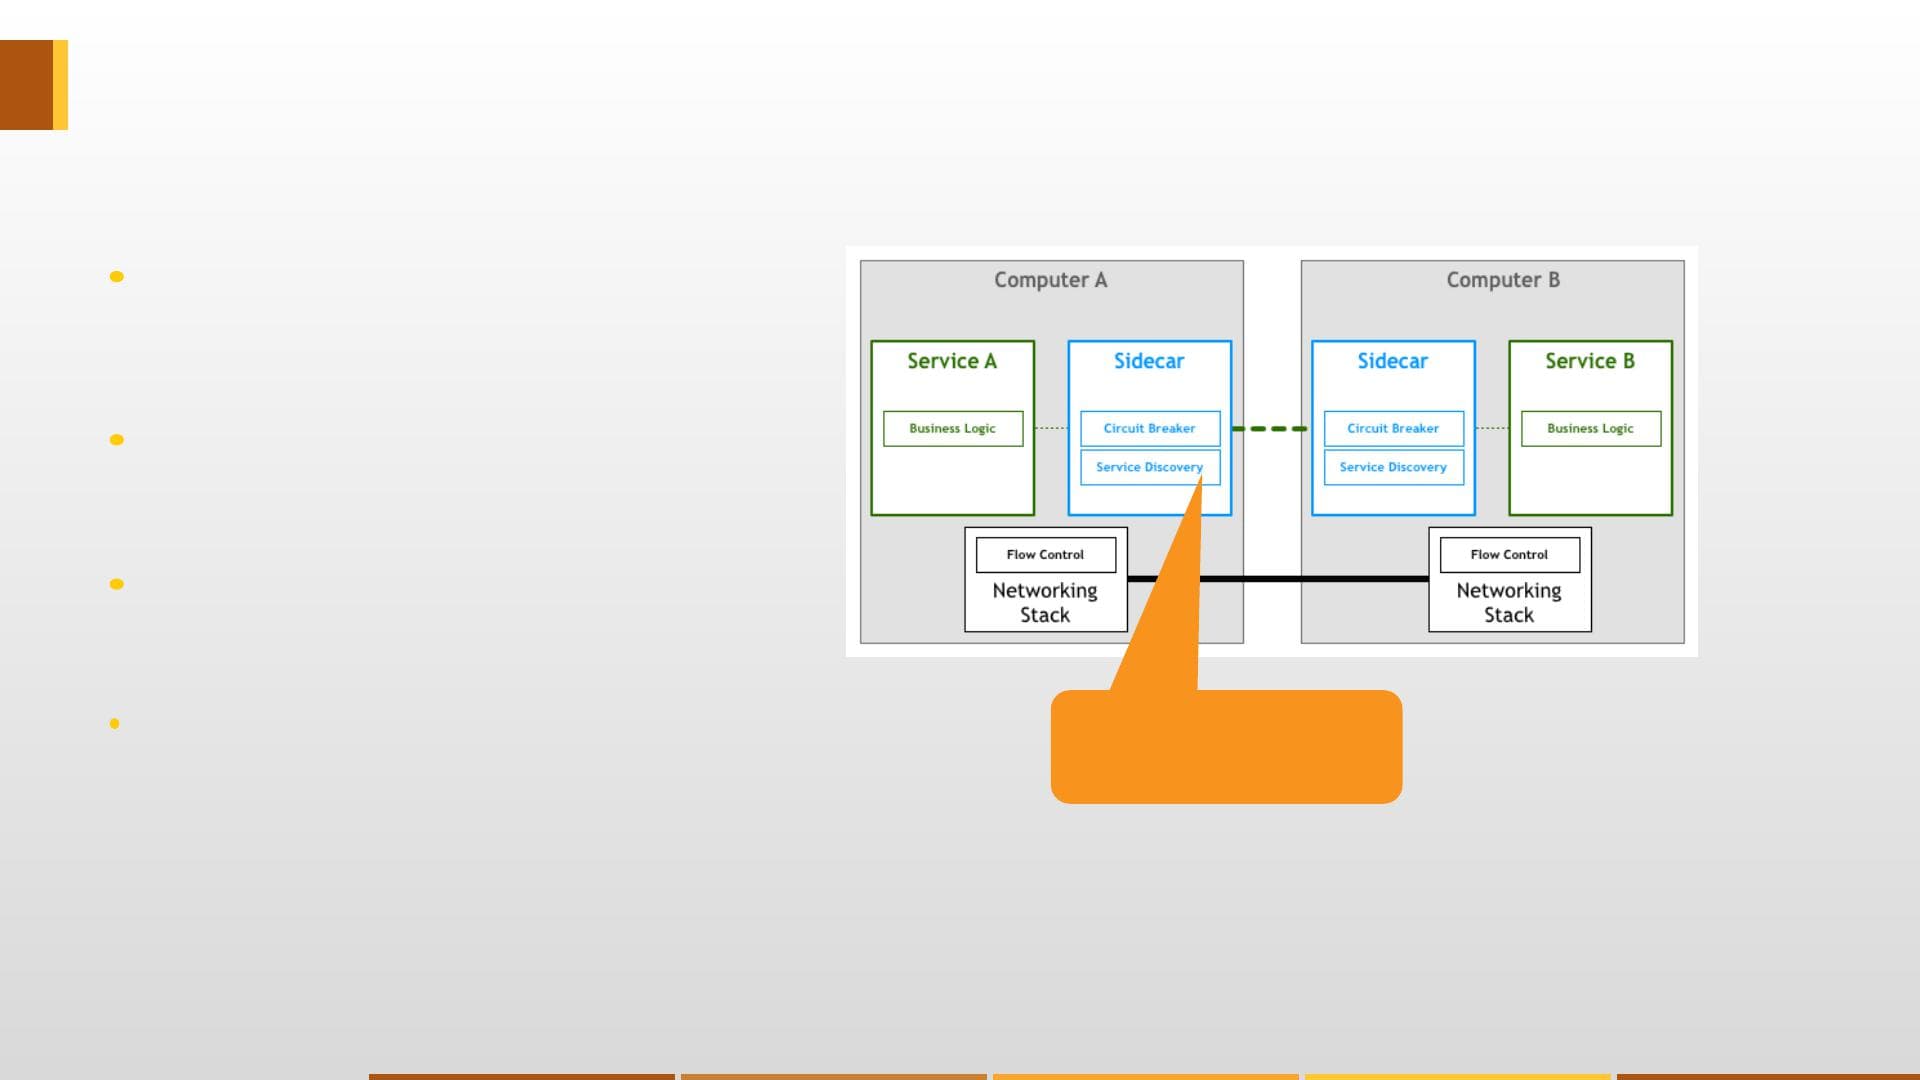 Computer A
Computer B
Service A
Sidecar
Sidecar
Service B
Business Logic
Circuit Breaker
Circuit Breaker
Business Logic
Service Discovery
Service Discovery
Flow Control
Flow Control
Networking
Stack
Networking
Stack